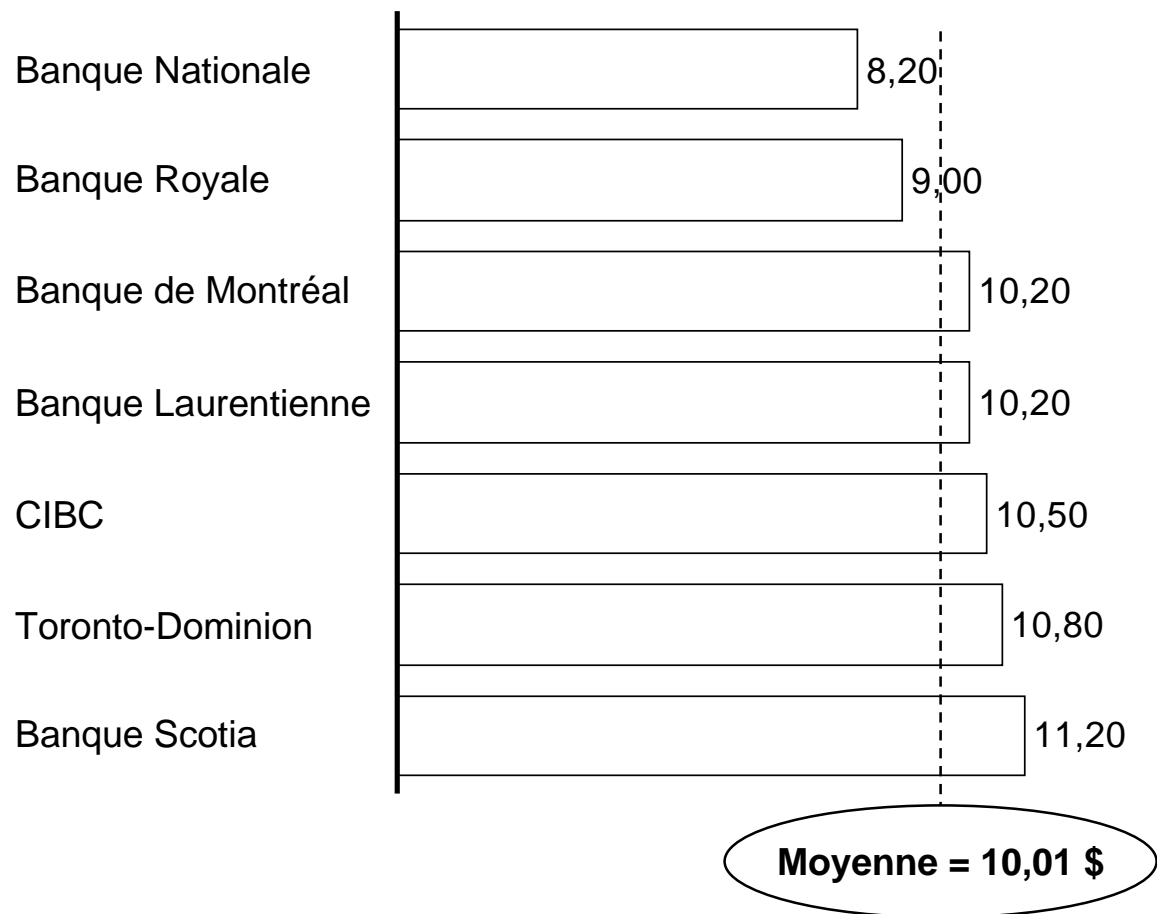 Banque Nationale 8,20
Banque Royale 9,00
Banque de Montréal 10,20
Banque Laurentienne 10,20
CIBC 10,50
Toronto-Dominion 10,80
Banque Scotia 11,20
Moyenne = 10,01 $